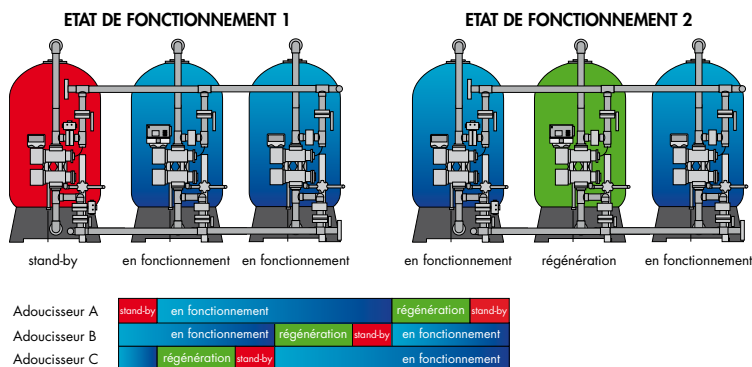 ETAT DE FONCTIONNEMENT 1
ETAT DE FONCTIONNEMENT 2
stand-by en fonctionnement en fonctionnement
en fonctionnement régénération en fonctionnement
Adoucisseur A stand-by en fonctionnement régénération stand-by
Adoucisseur B en fonctionnement régénération stand-by en fonctionnement
Adoucisseur C régénération stand-by en fonctionnement